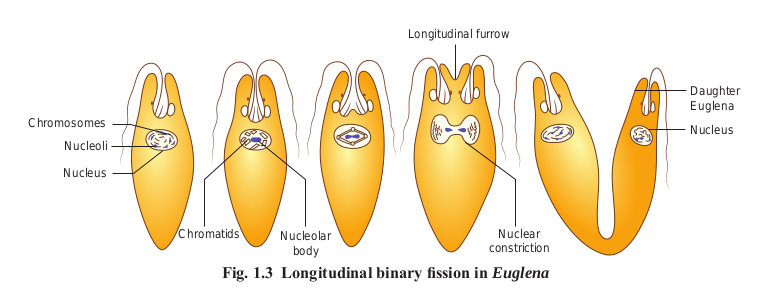 Longitudinal furrow
Chromosomes
Nucleoli
Nucleus
Daughter
Euglena
Nucleus
Chromatids
Nucleolar
body
Nuclear
constriction
Fig. 1.3 Longitudinal binary fission in Euglena